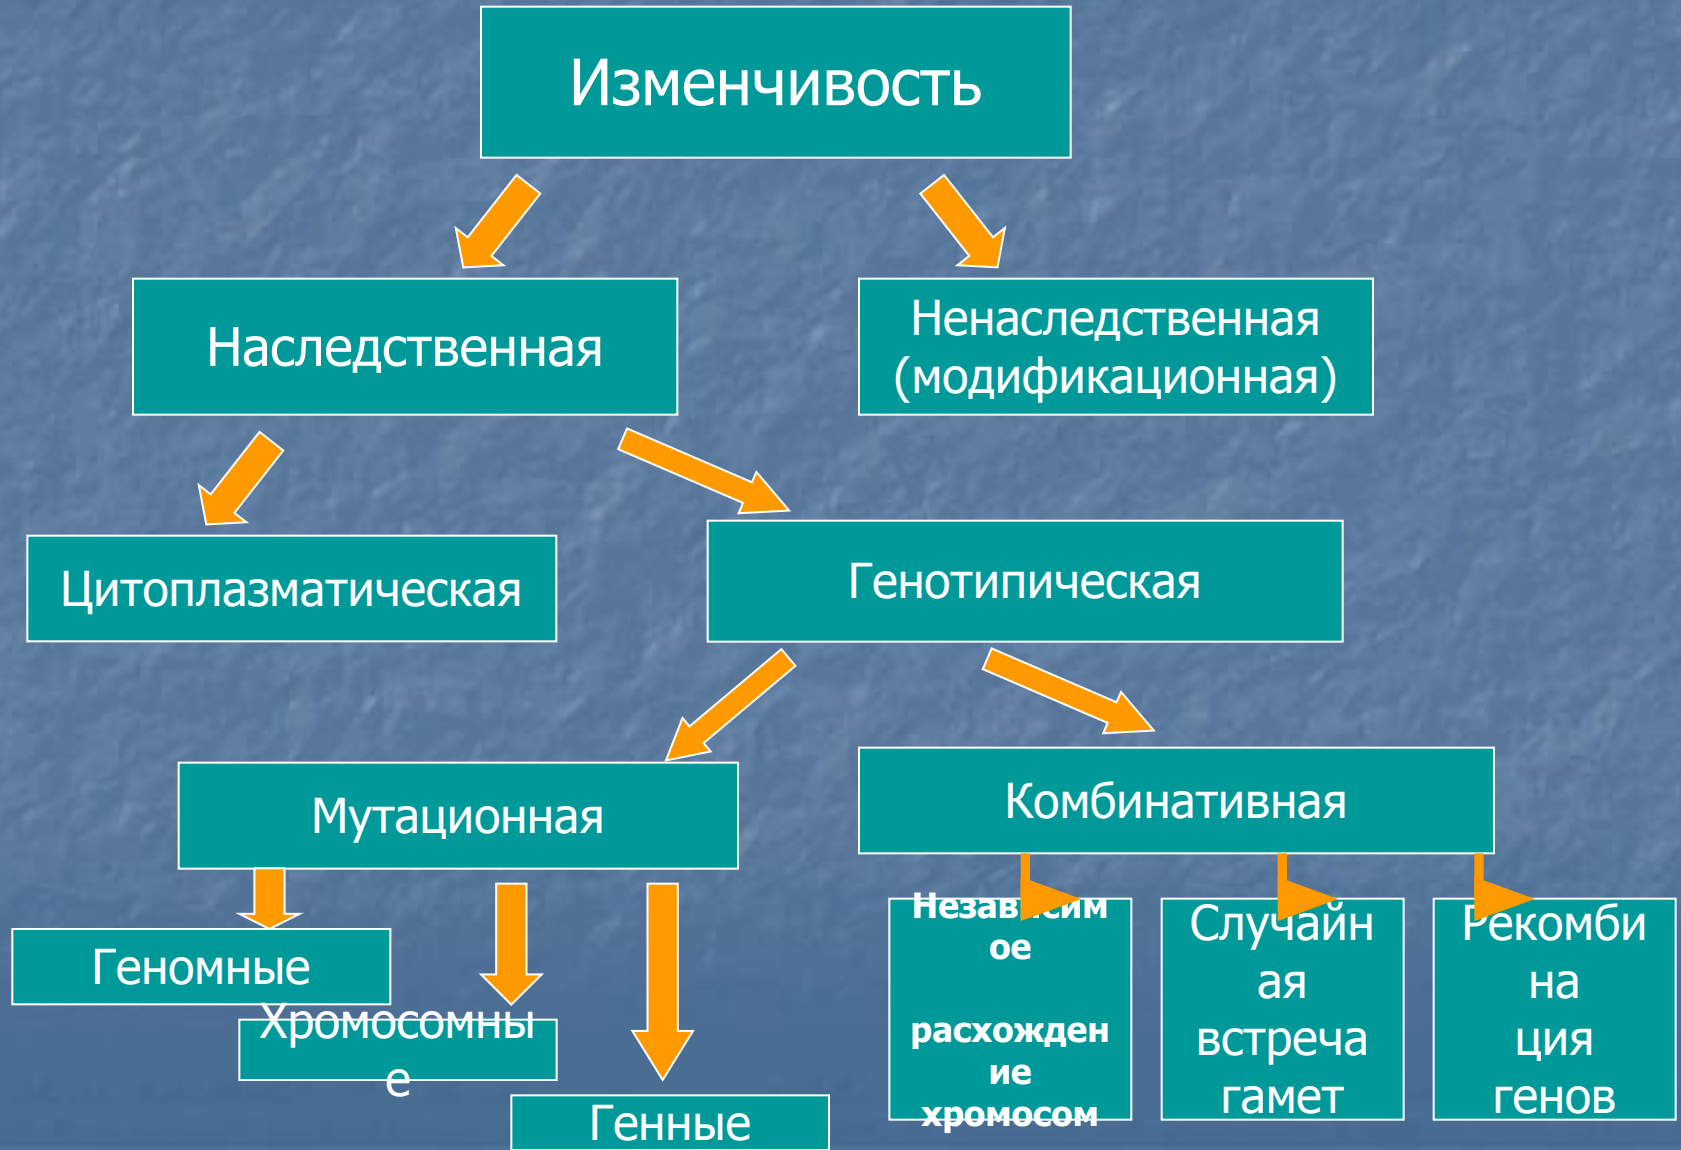 Изменчивость
Наследственная
Ненаследственная
(модификационная)
Цитоплазматическая
Генотипическая
Мутационная
Комбинативная
Геномные
Хромосомны
е
Генные
Независим
ое
расхожден
ие
хромосом
Случайн
ая
встреча
гамет
Рекомби
на
ция
генов